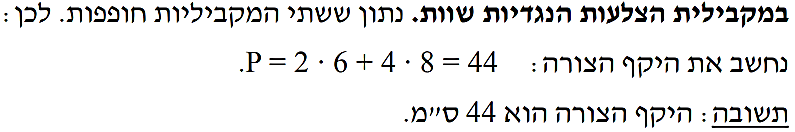 במקבילית הצלעות הנגדיות שוות. נתון ששתי המקביליות חופפות. לכן:
נחשב את היקף הצורה: P = 2 · 6 + 4 · 8 = 44.
תשובה: היקף הצורה הוא 44 ס״מ.